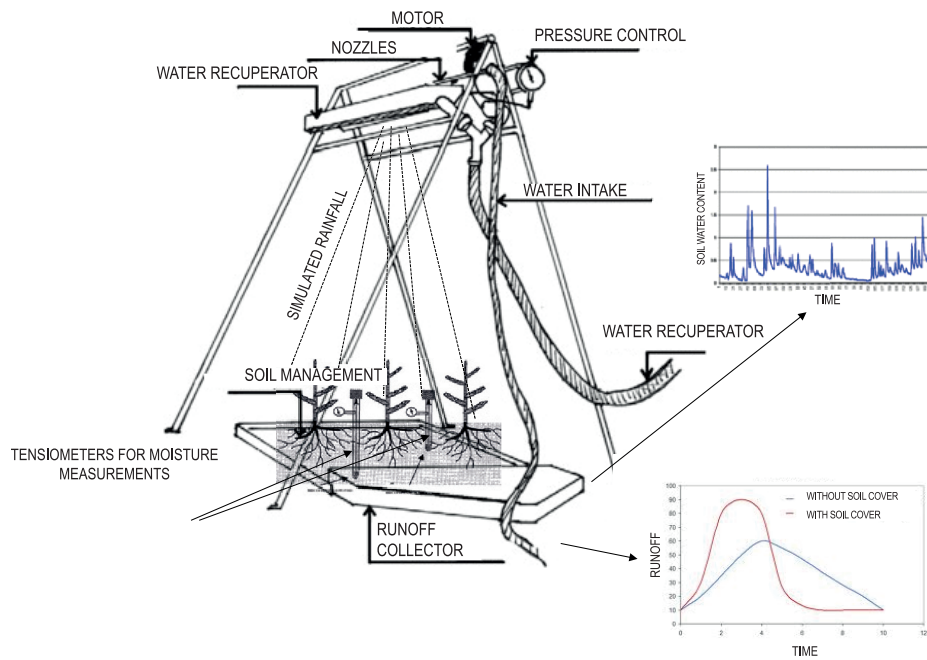 MOTOR
PRESSURE CONTROL
NOZZLES
WATER RECUPERATOR
SIMULATED RAINFALL
WATER INTAKE
SOIL WATER CONTENT
TIME
WATER RECUPERATOR
SOIL MANAGEMENT
TENSIOMETERS FOR MOISTURE
MEASUREMENTS
RUNOFF
COLLECTOR
100
90
80
70
60
50
40
30
20
10
0
RUNOFF
WITHOUT SOIL COVER
WITH SOIL COVER
0 2 4 6 8 10 12
TIME